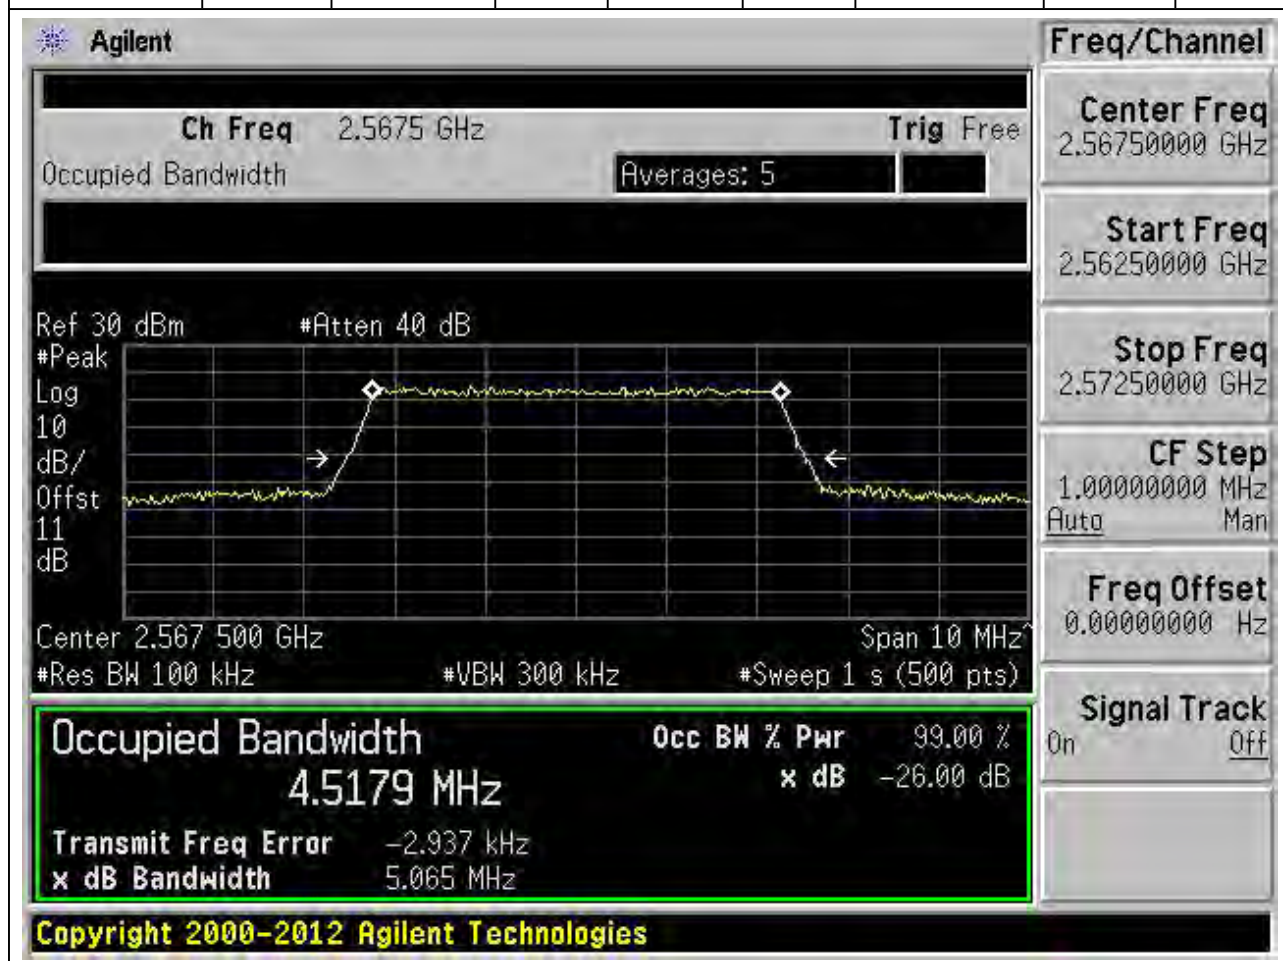 Agilent
Freq/Channel
Ch Freq 2.5675 GHz Trig Free
Occupied Bandwidth Averages: 5
Center Freq
2.56750000 GHz
Start Freq
2.56250000 GHz
Stop Freq
2.57250000 GHz
CF Step
1.00000000 MHz
Auto Man
Freq Offset
0.00000000 Hz
Signal Track
On Off
Ref 30 dBm #Atten 40 dB
#Peak
Log
10
dB/
Offst
11
dB
Center 2.567 500 GHz Span 10 MHz^
#Res BW 100 kHz #VBW 300 kHz #Sweep 1 s (500 pts)
Occupied Bandwidth Occ BW % Pwr 99.00 %
4.5179 MHz x dB -26.00 dB
Transmit Freq Error -2.937 kHz
x dB Bandwidth 5.065 MHz
Copyright 2000-2012 Agilent Technologies